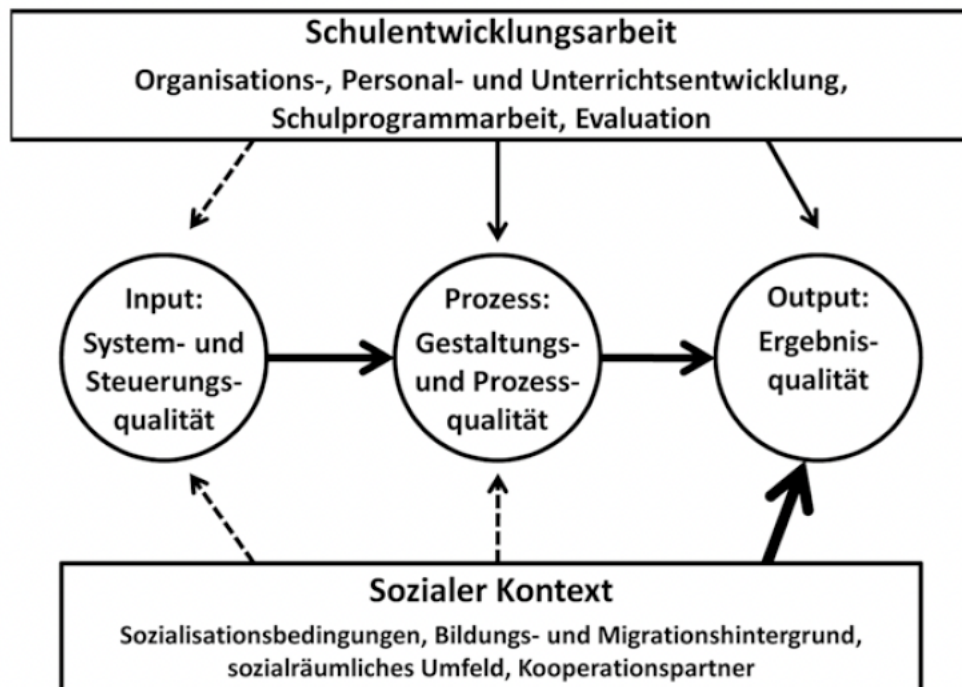 Schulentwicklungsarbeit
Organisations-, Personal- und Unterrichtsentwicklung,
Schulprogrammarbeit, Evaluation
Input:
System- und
Steuerungs-
qualität
Prozess:
Gestaltungs-
und Prozess-
qualität
Output:
Ergebnis-
qualität
Sozialer Kontext
Sozialisationsbedingungen, Bildungs- und Migrationshintergrund,
sozialräumliches Umfeld, Kooperationspartner